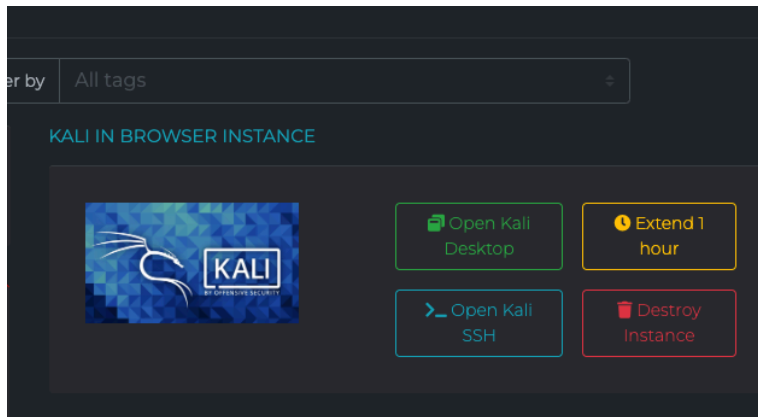 er by
All tags
KALI IN BROWSER INSTANCE
KALI
BY OFFENSIVE SECURITY
Open Kali
Desktop
Extend 1
hour
Open Kali
SSH
Destroy
Instance